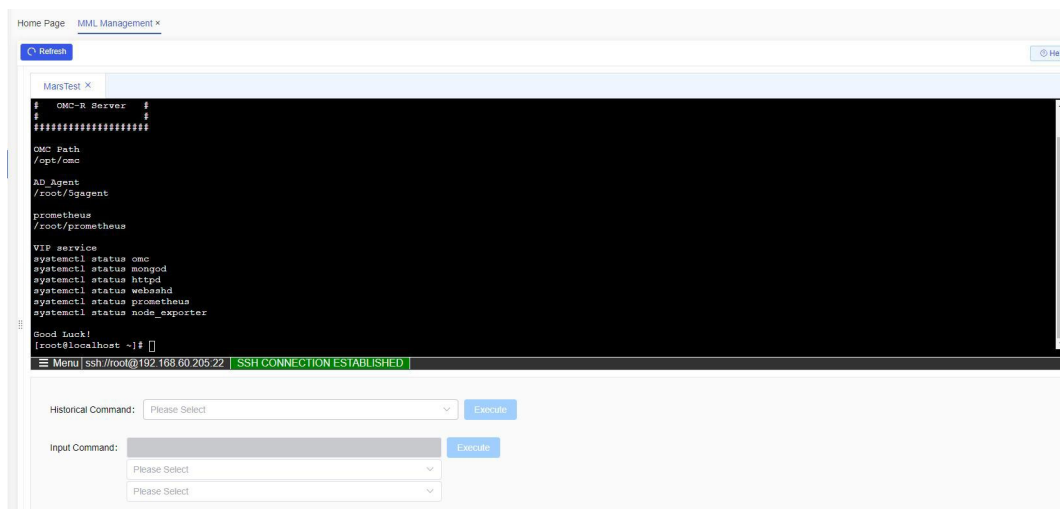 Home Page MML Management ×
Refresh
He
MarsTest ×
# OMC-R Server #
# #
####################
OMC Path
/opt/omc
AD_Agent
/root/5gagent
prometheus
/root/prometheus
VIP service
systemctl status omc
systemctl status mongod
systemctl status httpd
systemctl status websshd
systemctl status prometheus
systemctl status node_exporter
Good Luck!
[root@localhost ~]#
Menu ssh://root@192.168.60.205:22 SSH CONNECTION ESTABLISHED
Historical Command: Please Select Execute
Input Command: Execute
Please Select
Please Select